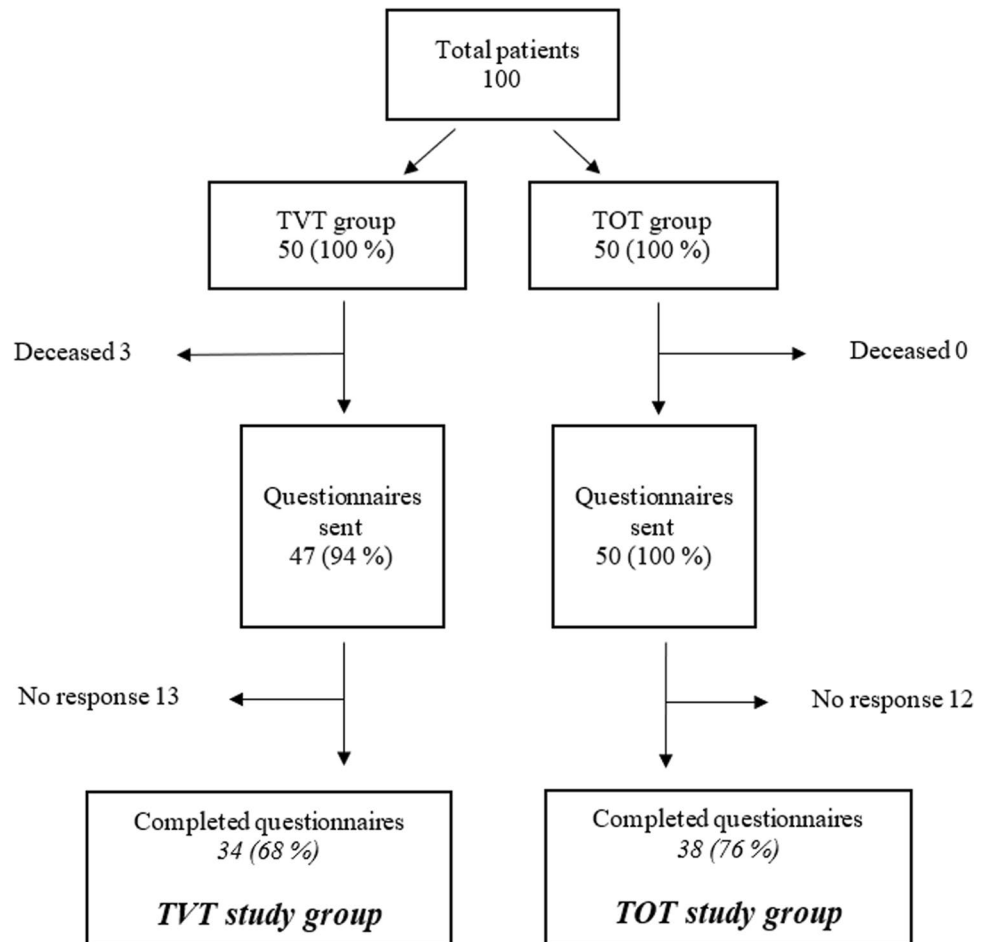 Total patients
100
TVT group
50 (100 %)
TOT group
50 (100 %)
Deceased 3
Deceased 0
Questionnaires
sent
47 (94 %)
Questionnaires
sent
50 (100 %)
No response 13
No response 12
Completed questionnaires
34 (68 %)
TVT study group
Completed questionnaires
38 (76 %)
TOT study group